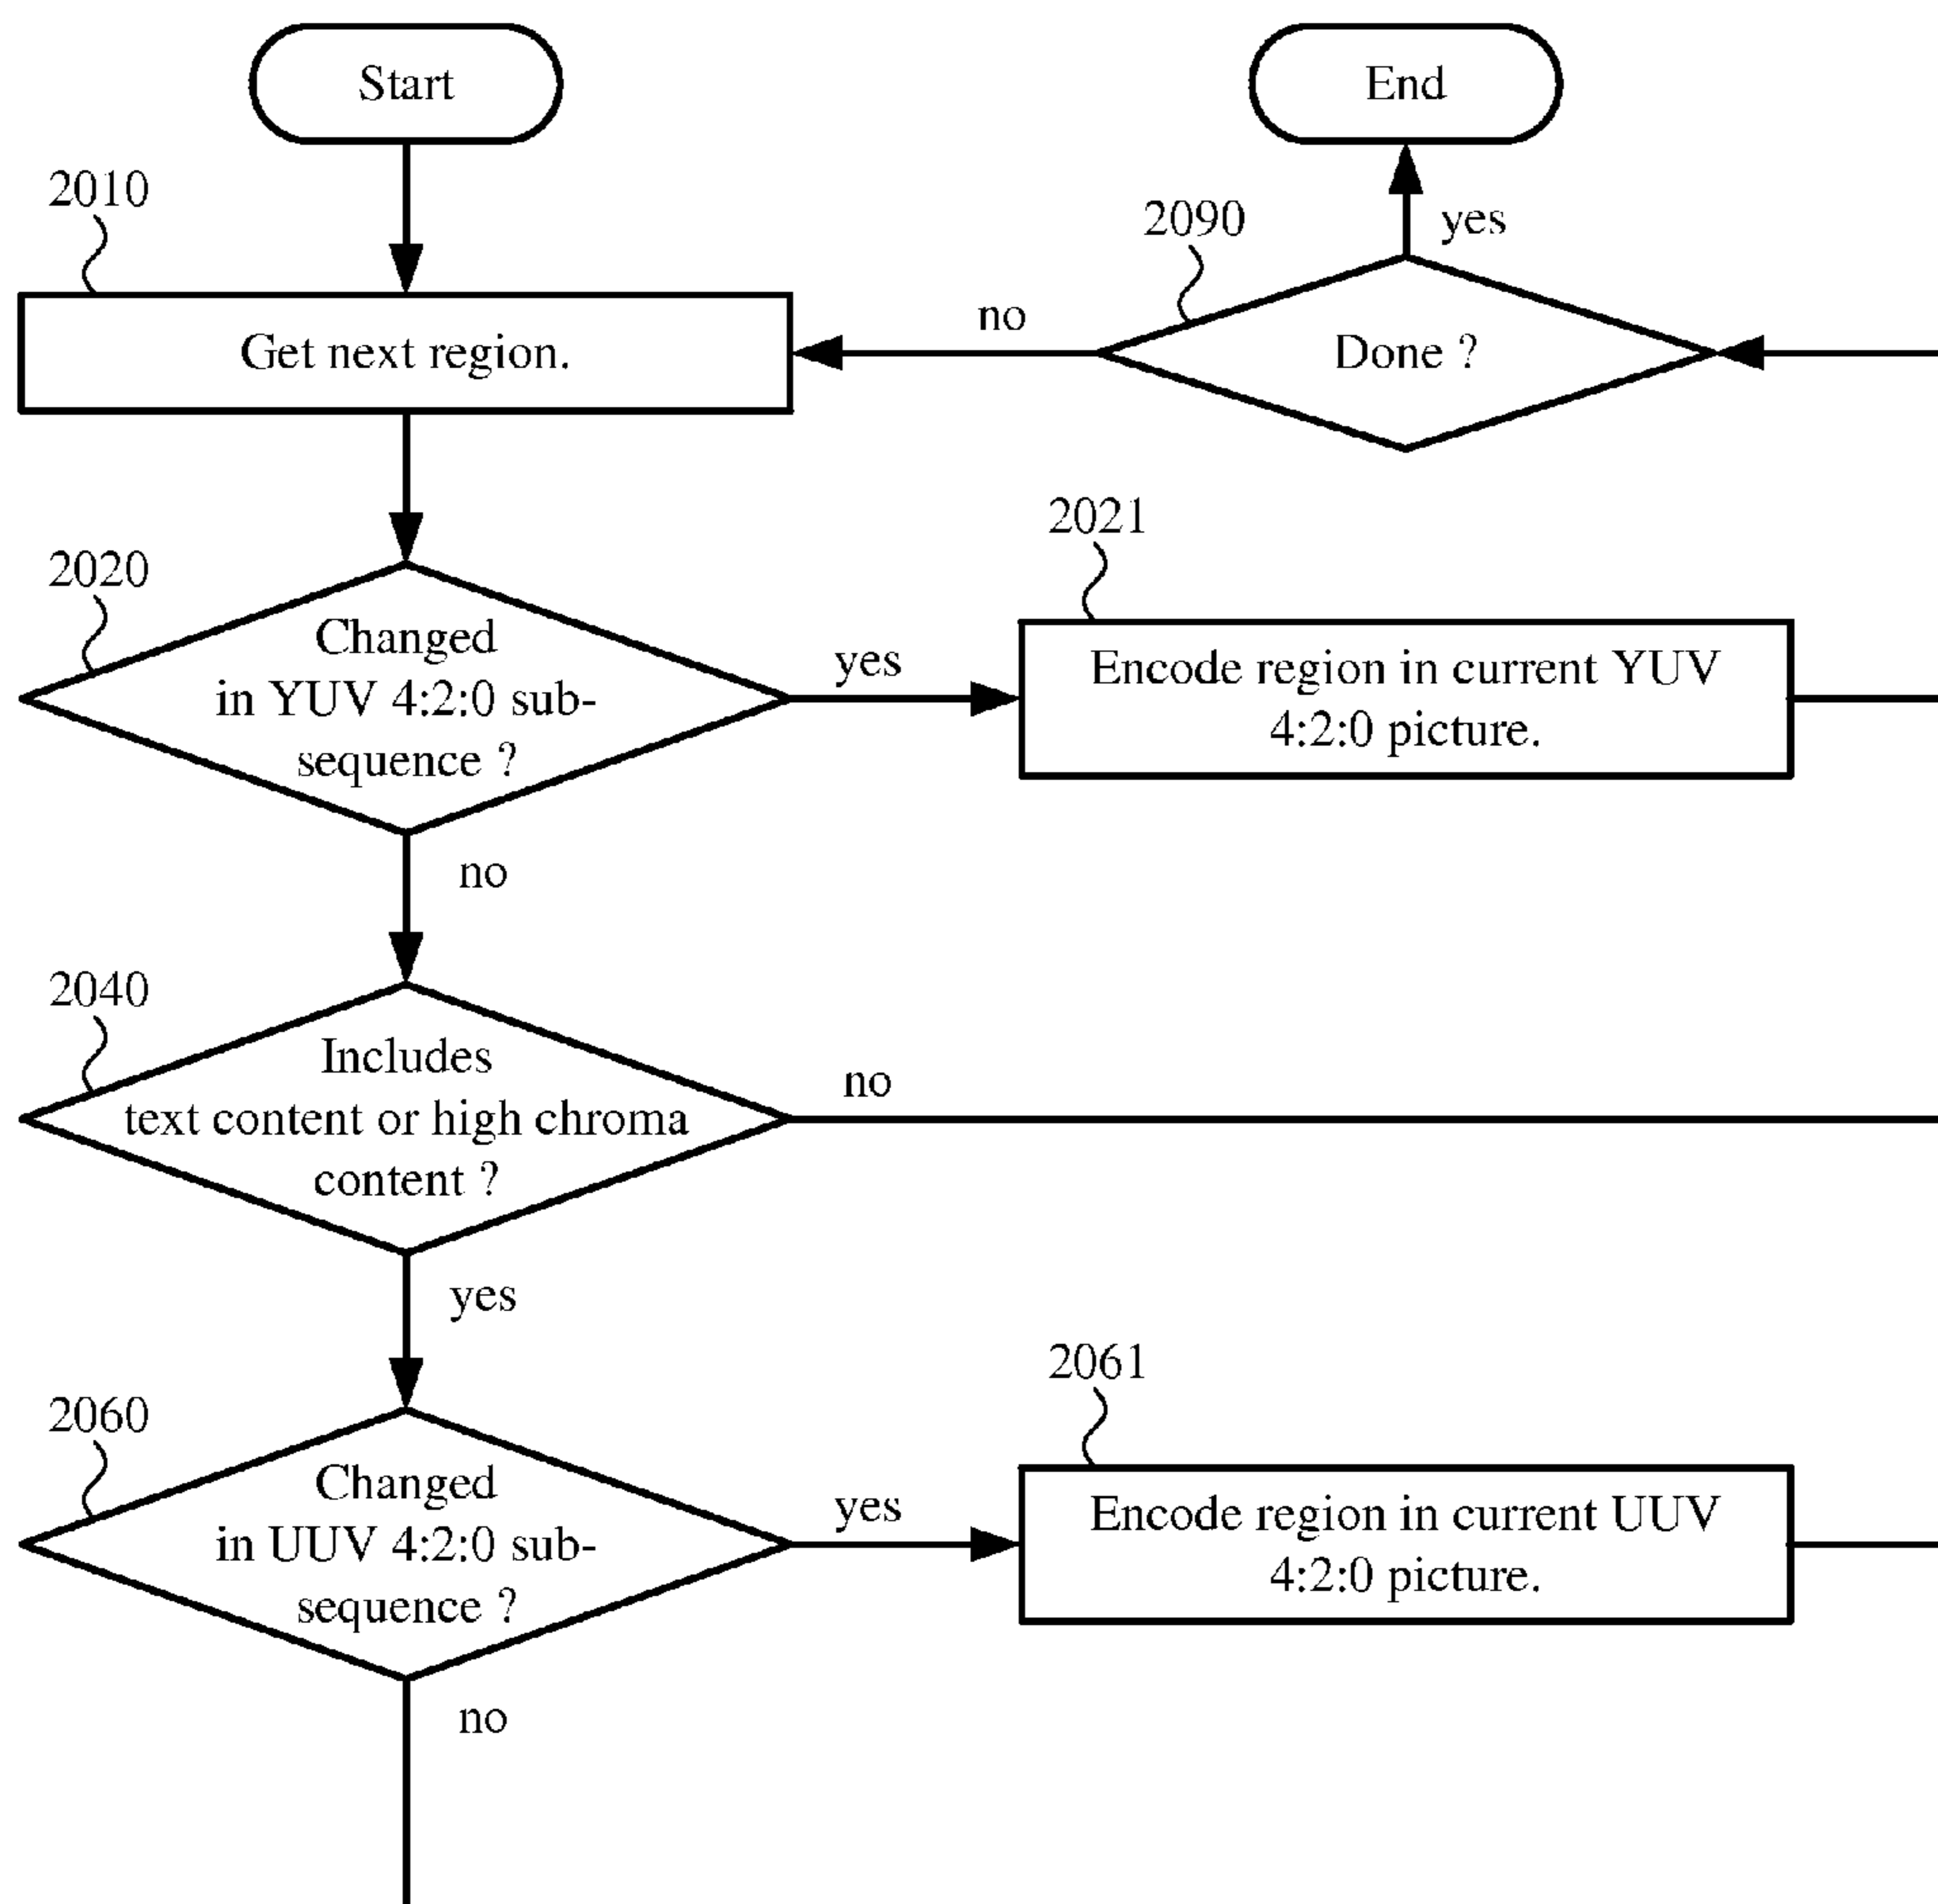 Start
End
2010
2090
yes
Get next region.
no
Done ?
2020
2021
Changed
in YUV 4:2:0 sub-
sequence ?
yes
Encode region in current YUV
4:2:0 picture.
no
2040
Includes
text content or high chroma
content ?
no
yes
2060
2061
Changed
in UUV 4:2:0 sub-
sequence ?
yes
Encode region in current UUV
4:2:0 picture.
no